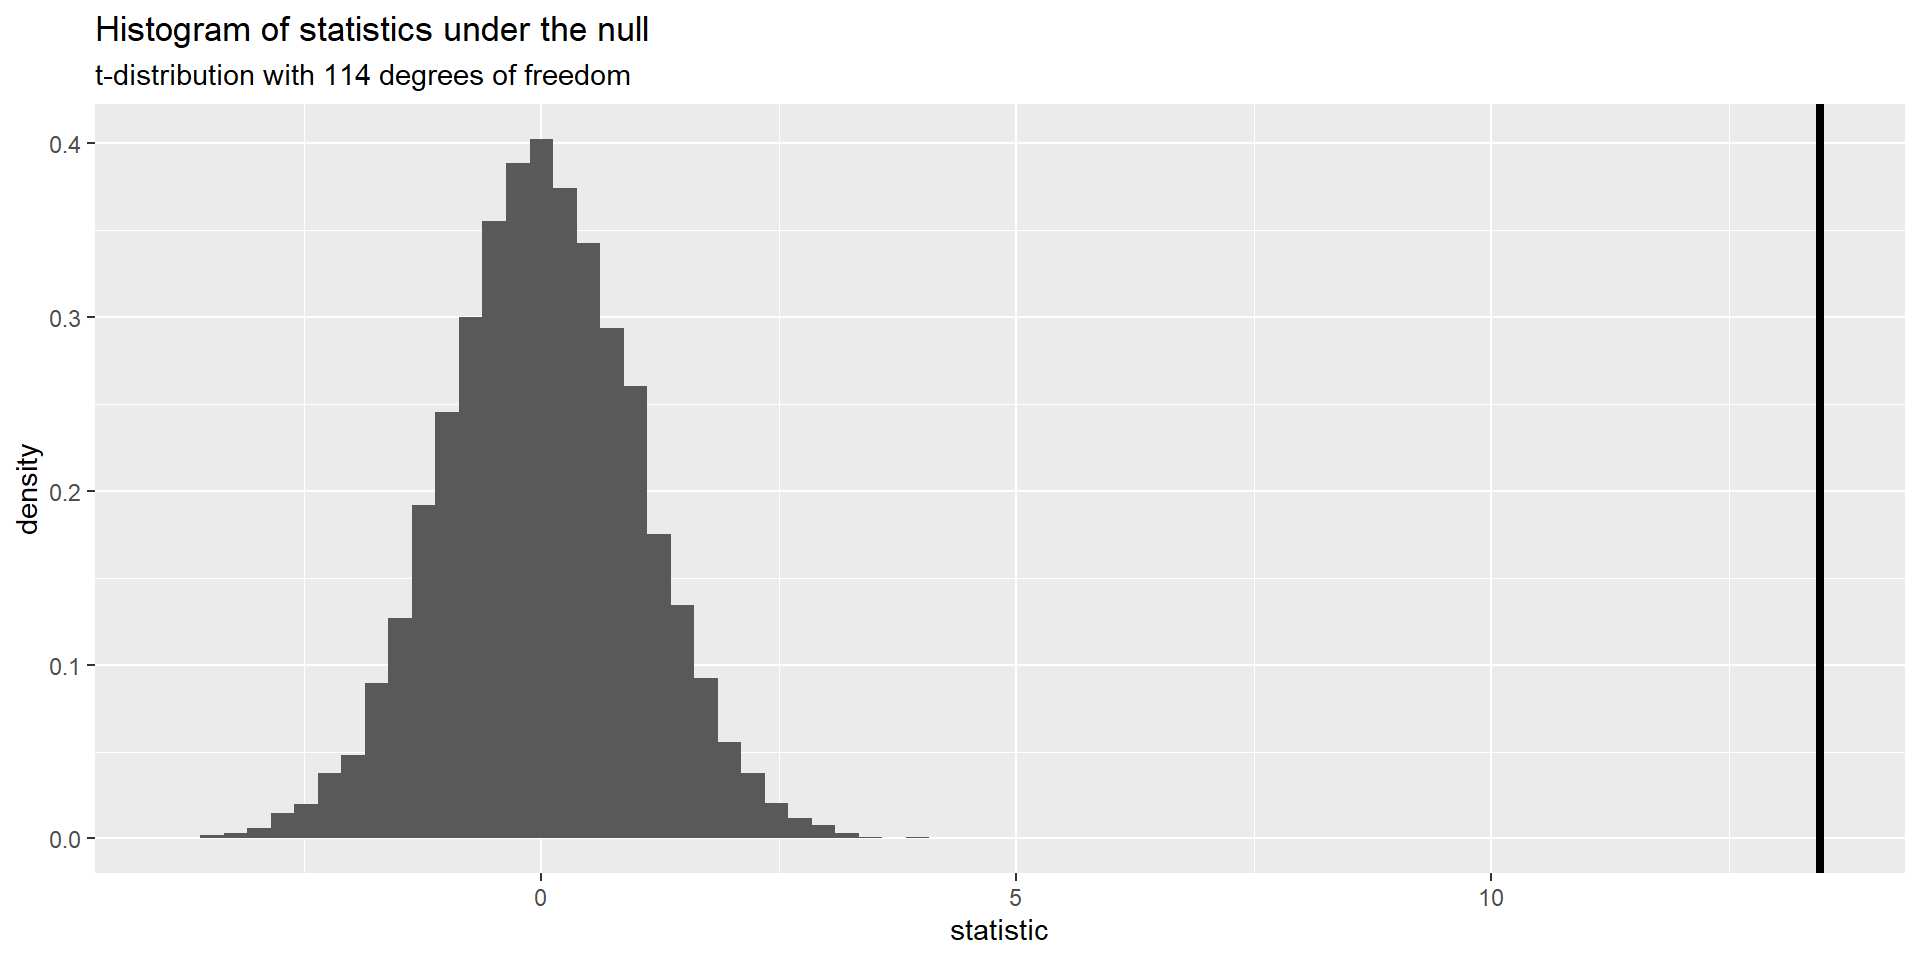 Histogram of statistics under the null
t-distribution with 114 degrees of freedom
density
0.4
0.3
0.2
0.1
0.0
0
5
10
statistic